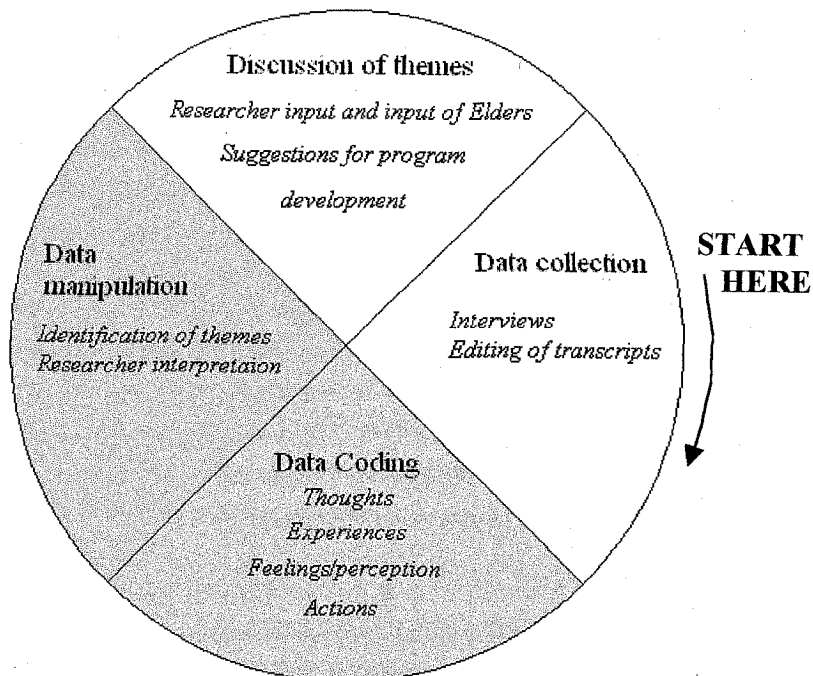 Discussion of themes
Researcher input and input of Elders
Suggestions for program
development
Data collection
Interviews
Editing of transcripts
START
HERE
Data Coding
Thoughts
Experiences
Feelings/perception
Actions
Data
manipulation
Identification of themes
Researcher interpretaion